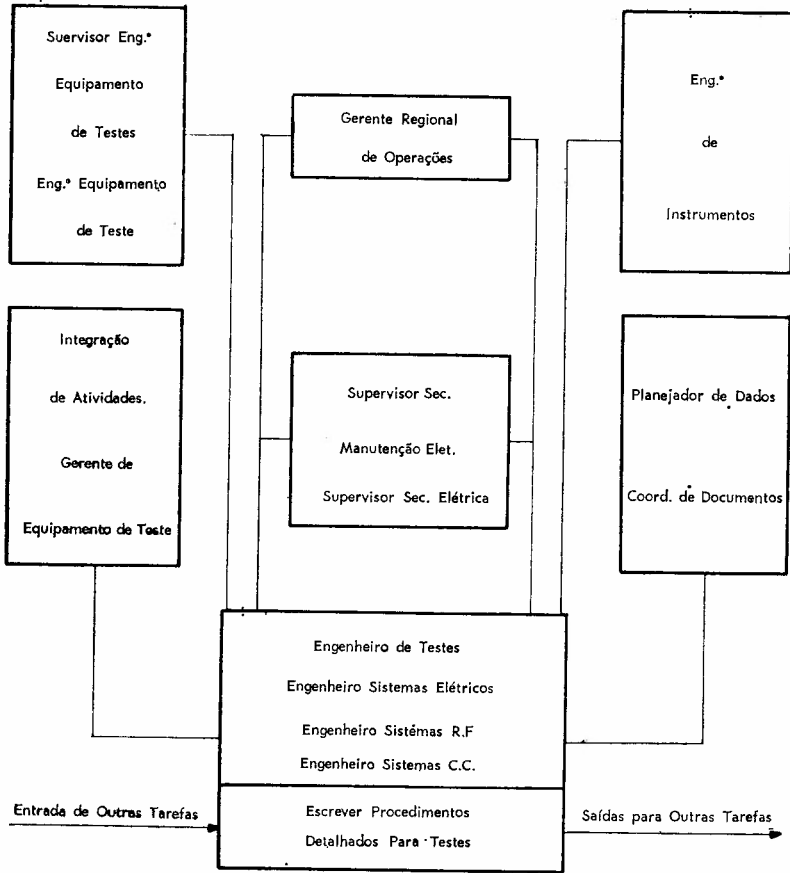 Suervisor Eng.º
Equipamento
de Testes
Eng.º Equipamento
de Teste
Gerente Regional
de Operações
Eng.º
de
Instrumentos
Integração
de Atividades.
Gerente de
Equipamento de Teste
Supervisor Sec.
Manutenção Elet.
Supervisor Sec. Elétrica
Planejador de Dados
Coord. de Documentos
Engenheiro de Testes
Engenheiro Sistemas Elétricos
Engenheiro Sistêmas R.F
Engenheiro Sistemas C.C.
Entrada de Outras Tarefas
Escrever Procedimentos
Detalhados Para Testes
Saídas para Outras Tarefas